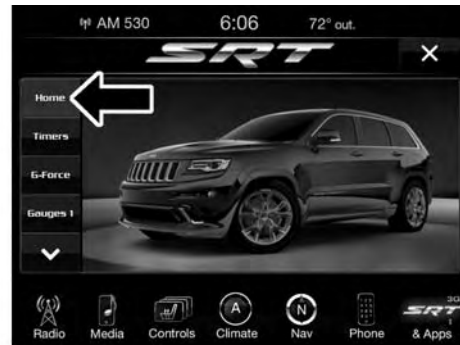 AM 530 6:06 72° out.
SRT
X
Home
Timers
G-Force
Gauges 1
A N 3G
SRT
Radio Media Controls Climate Nav Phone & Apps